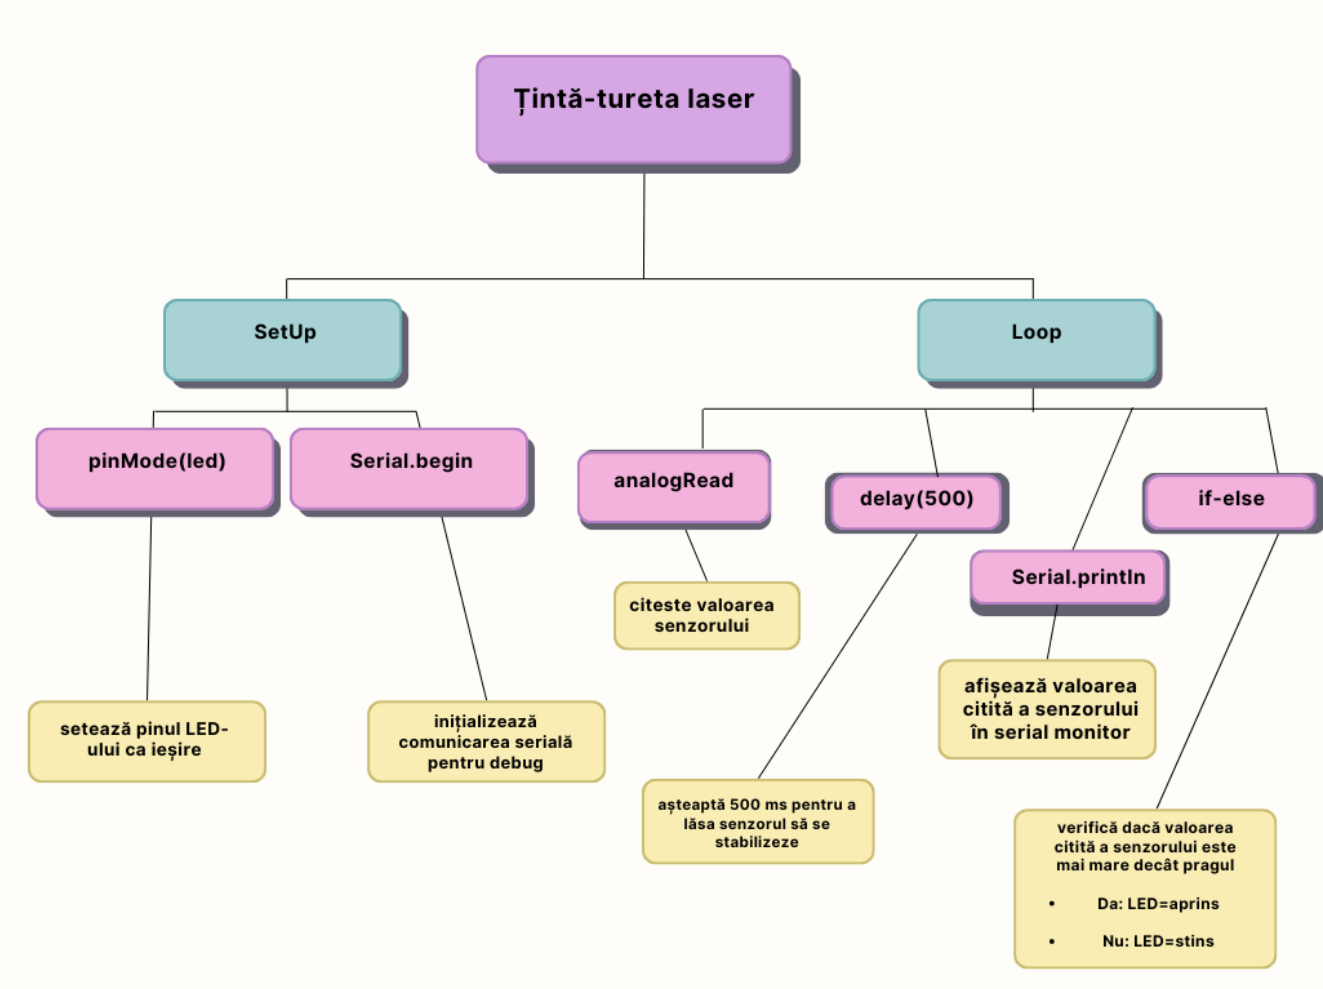 Țintă-tureta laser
SetUp
Loop
pinMode(led)
Serial.begin
analogRead
delay(500)
if-else
Serial.println
citeste valoarea
senzorului
afișează valoarea
citită a senzorului
în serial monitor
setează pinul LED-
ului ca ieșire
inițializează
comunicarea serială
pentru debug
așteaptă 500 ms pentru a
lăsa senzorul să se
stabilizeze
verifică dacă valoarea
citită a senzorului este
mai mare decât pragul
• Da: LED=aprins
• Nu: LED=stins